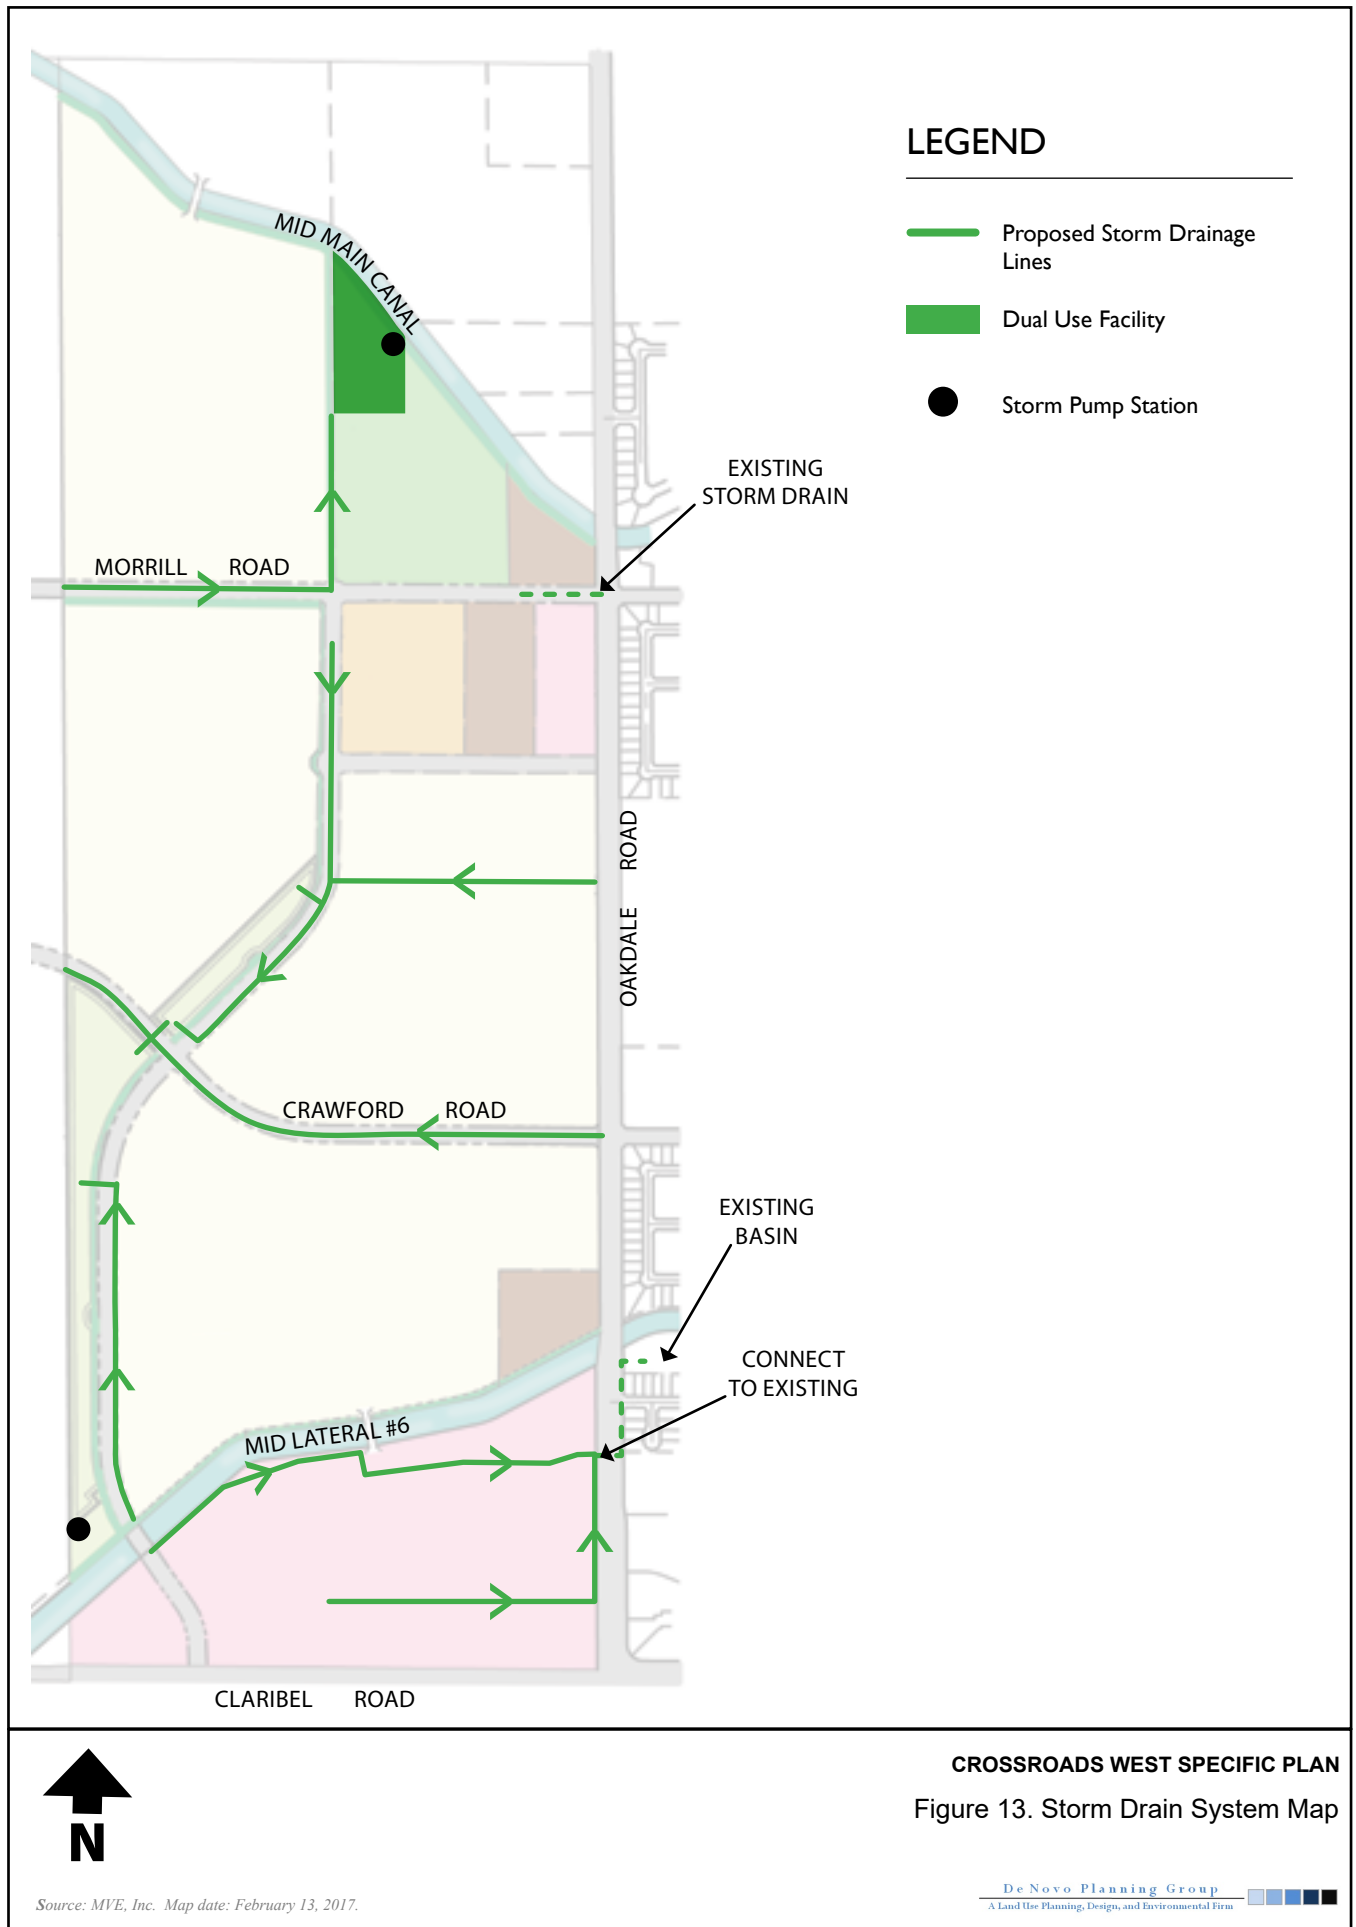 LEGEND
Proposed Storm Drainage
Lines
Dual Use Facility
Storm Pump Station
MID MAIN CANAL
EXISTING
STORM DRAIN
MORRILL ROAD
OAKDALE ROAD
CRAWFORD ROAD
EXISTING
BASIN
CONNECT
TO EXISTING
MID LATERAL #6
CLARIBEL ROAD
N
CROSSROADS WEST SPECIFIC PLAN
Figure 13. Storm Drain System Map
Source: MVE, Inc. Map date: February 13, 2017.
De Novo Planning Group
A Land Use Planning, Design, and Environmental Firm